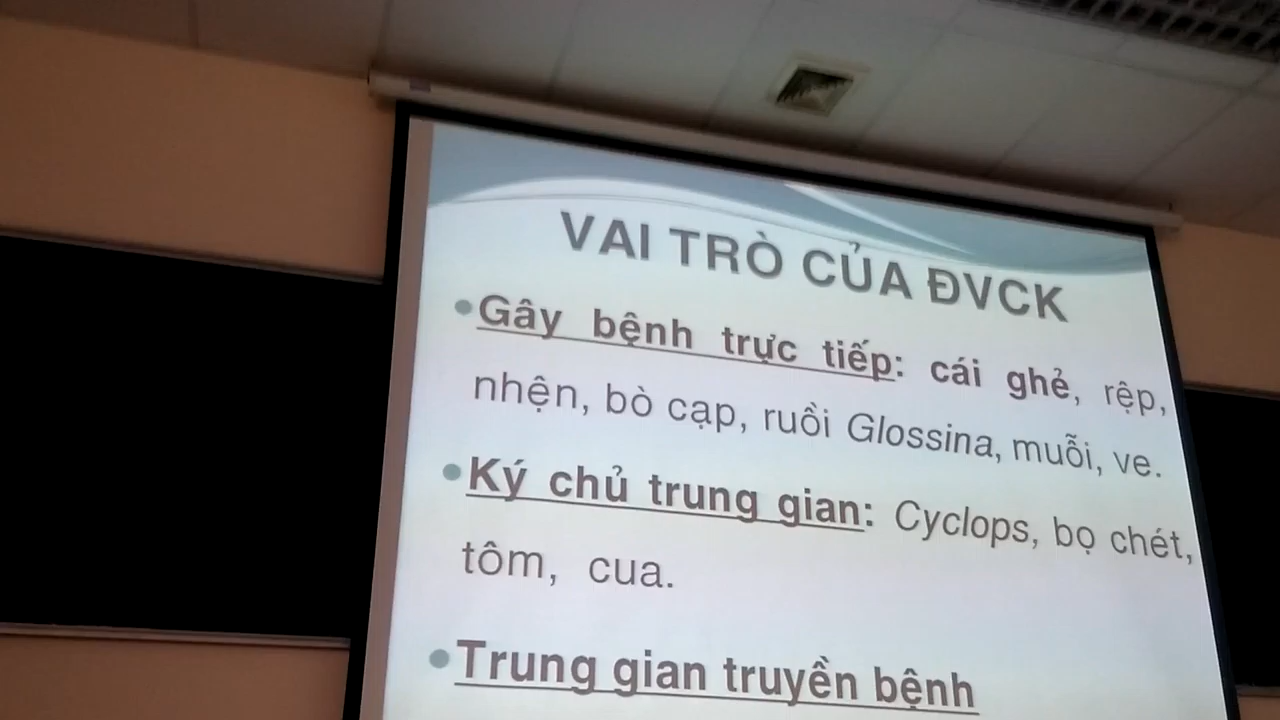 VAI TRÒ CỦA ĐVCK
•Gây bệnh trực tiếp: cái ghẻ, rệp,
nhện, bò cạp, ruồi Glossina, muỗi, ve.
•Ký chủ trung gian: Cyclops, bọ chét,
tôm, cua.
•Trung gian truyền bệnh